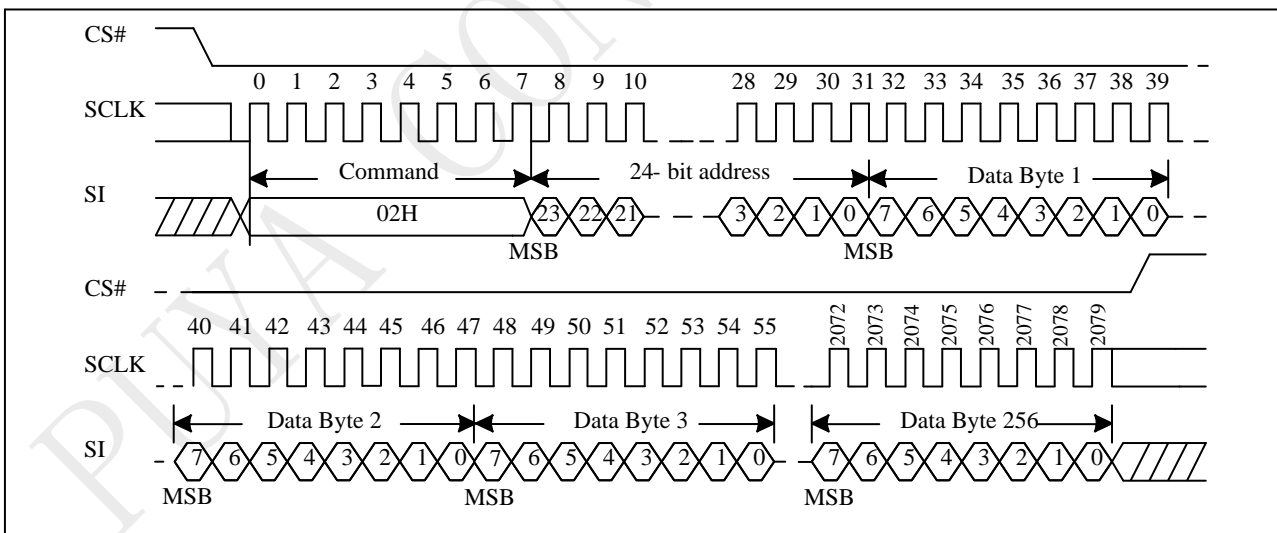 CS#
0 1 2 3 4 5 6 7 8 9 10 28 29 30 31 32 33 34 35 36 37 38 39
SCLK
Command 24- bit address Data Byte 1
SI
02H 23 22 21 3 2 1 0 7 6 5 4 3 2 1 0
MSB MSB
CS#
40 41 42 43 44 45 46 47 48 49 50 51 52 53 54 55 2072 2073 2074 2075 2076 2077 2078 2079
SCLK
Data Byte 2 Data Byte 3 Data Byte 256
SI
7 6 5 4 3 2 1 0 7 6 5 4 3 2 1 0 7 6 5 4 3 2 1 0
MSB MSB MSB
PUYA CON